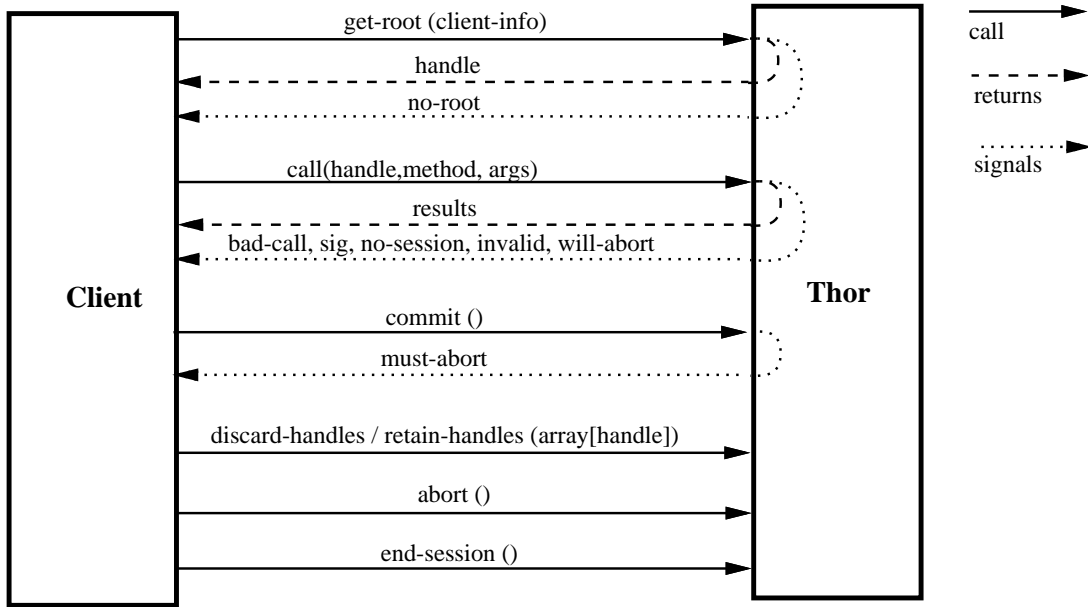 get-root (client-info)
handle
no-root
call(handle,method, args)
results
bad-call, sig, no-session, invalid, will-abort
Client
Thor
commit ()
must-abort
discard-handles / retain-handles (array[handle])
abort ()
end-session ()
call
returns
signals